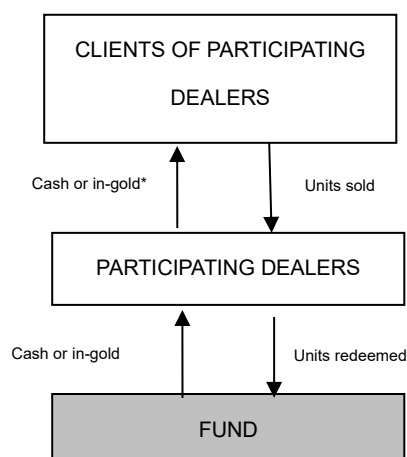 CLIENTS OF PARTICIPATING
DEALERS
Cash or in-gold*
Units sold
PARTICIPATING DEALERS
Cash or in-gold
Units redeemed
FUND